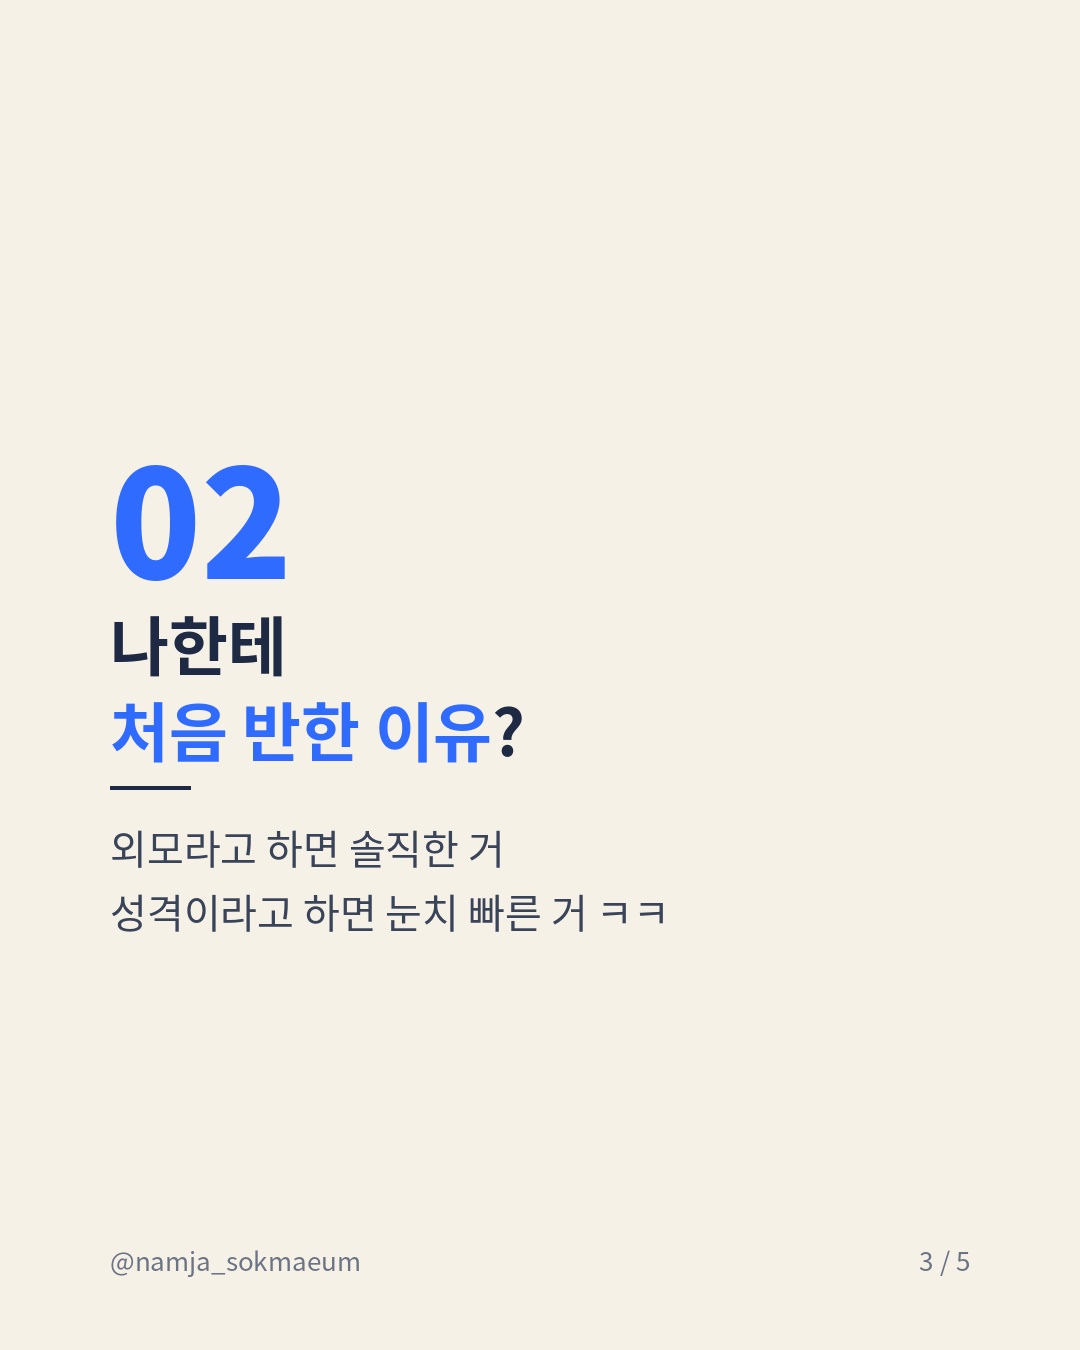 02
나한테
처음 반한 이유?
외모라고 하면 솔직한 거
성격이라고 하면 눈치 빠른 거 ㅋㅋ
@namja_sokmaeum
3 / 5